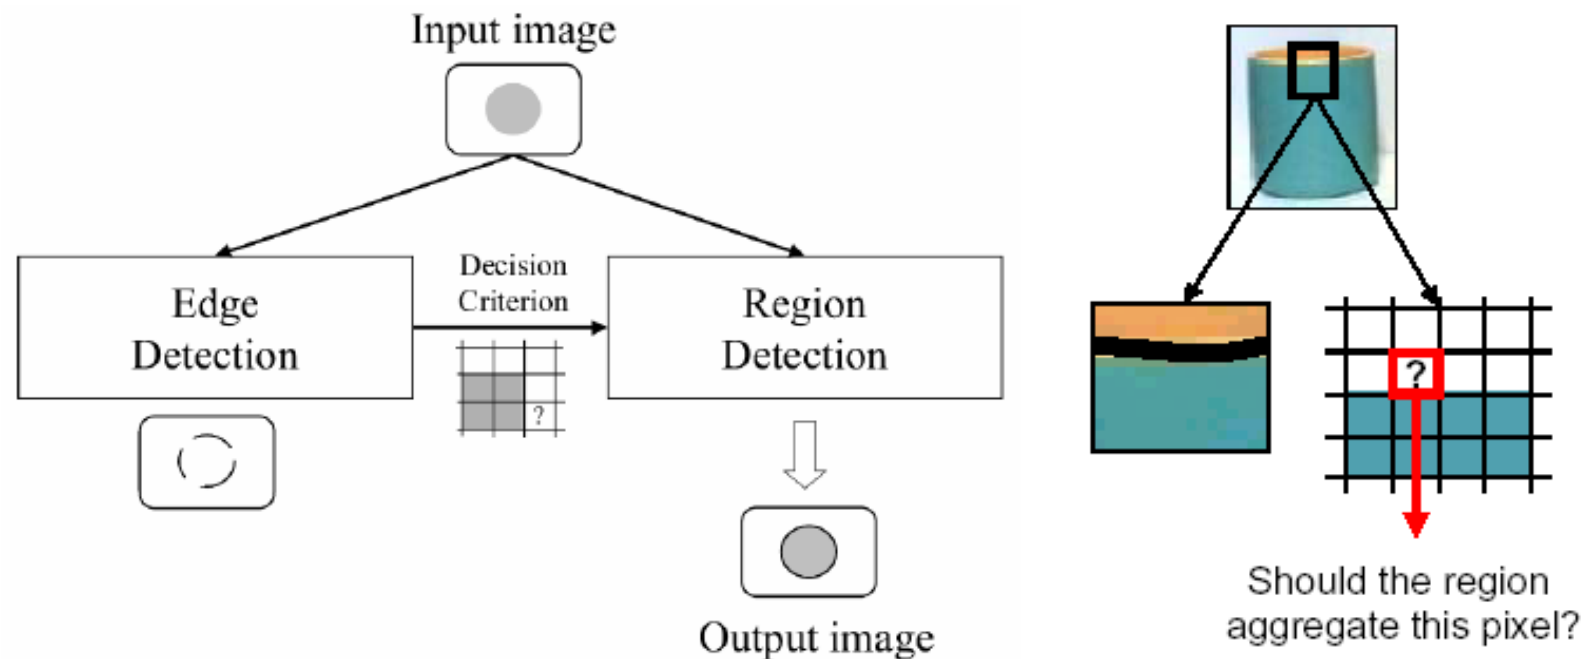 Input image
Edge
Detection
Decision
Criterion
?
Region
Detection
Output image
?
Should the region
aggregate this pixel?